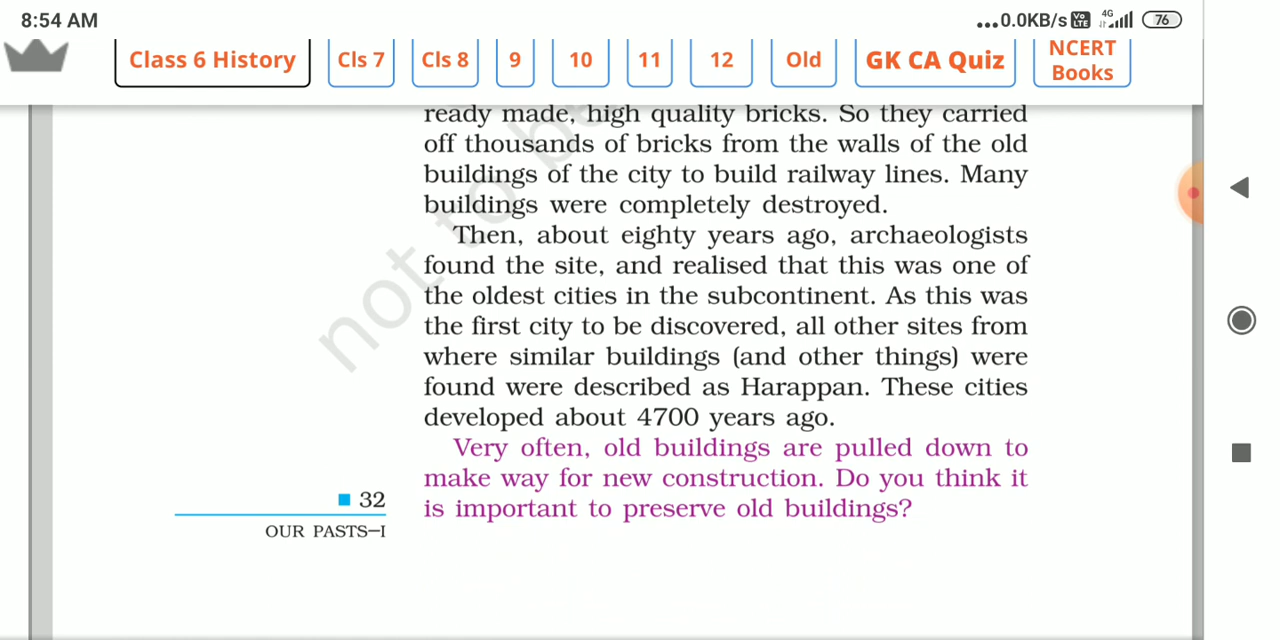 8:54 AM
...0.0KB/s Vo LTE 4G 76
Class 6 History Cls 7 Cls 8 9 10 11 12 Old GK CA Quiz NCERT Books
ready made, high quality bricks. So they carried
off thousands of bricks from the walls of the old
buildings of the city to build railway lines. Many
buildings were completely destroyed.
Then, about eighty years ago, archaeologists
found the site, and realised that this was one of
the oldest cities in the subcontinent. As this was
the first city to be discovered, all other sites from
where similar buildings (and other things) were
found were described as Harappan. These cities
developed about 4700 years ago.
Very often, old buildings are pulled down to
make way for new construction. Do you think it
is important to preserve old buildings?
32
OUR PASTS—I
not to be